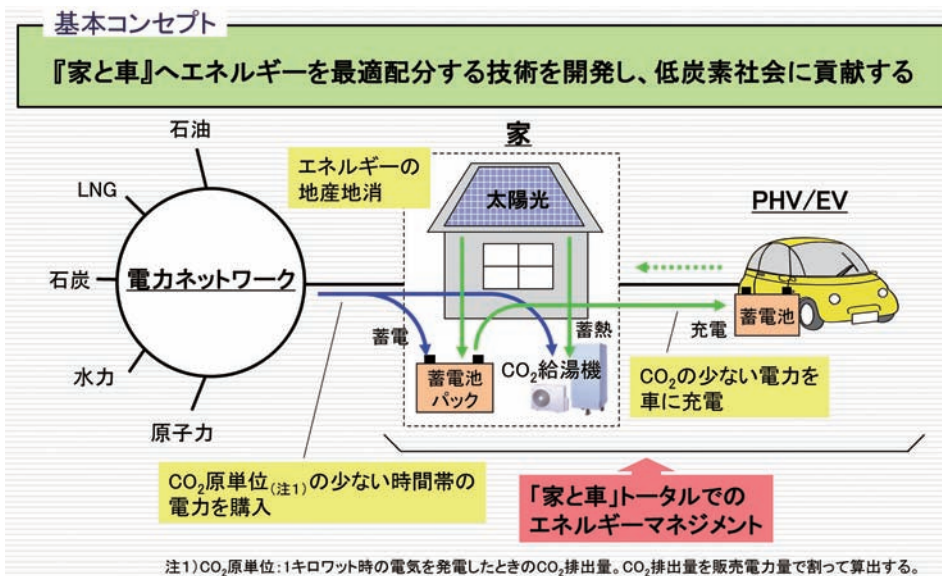 基本コンセプト
『家と車』へエネルギーを最適配分する技術を開発し、低炭素社会に貢献する
石油
LNG
石炭
水力
原子力
電力ネットワーク
エネルギーの
地産地消
家
太陽光
PHV/EV
蓄電
蓄熱
充電
蓄電池
蓄電池
パック
CO₂給湯機
CO₂の少ない電力を
車に充電
CO₂原単位(注1)の少ない時間帯の
電力を購入
「家と車」トータルでの
エネルギーマネジメント
注1)CO₂原単位:1キロワット時の電気を発電したときのCO₂排出量。CO₂排出量を販売電力量で割って算出する。